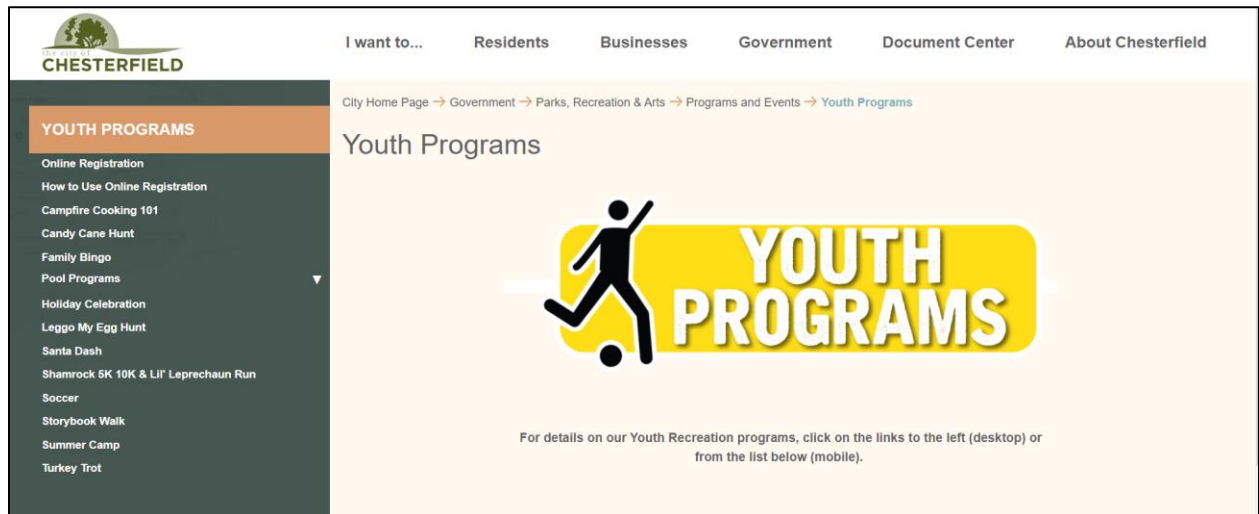 the city of
CHESTERFIELD
I want to... Residents Businesses Government Document Center About Chesterfield
YOUTH PROGRAMS
Online Registration
How to Use Online Registration
Campfire Cooking 101
Candy Cane Hunt
Family Bingo
Pool Programs ▼
Holiday Celebration
Leggo My Egg Hunt
Santa Dash
Shamrock 5K 10K & Lil' Leprechaun Run
Soccer
Storybook Walk
Summer Camp
Turkey Trot
City Home Page → Government → Parks, Recreation & Arts → Programs and Events → Youth Programs
Youth Programs
YOUTH
PROGRAMS
For details on our Youth Recreation programs, click on the links to the left (desktop) or
from the list below (mobile).